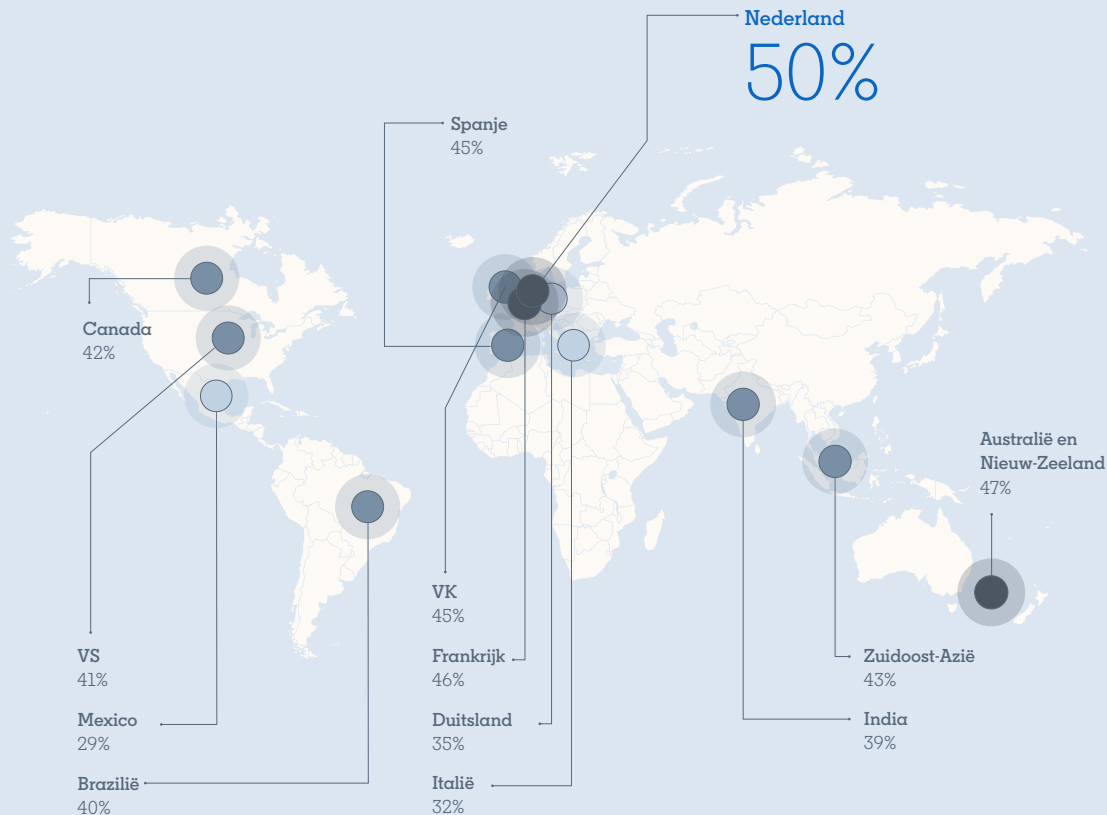 Nederland
50%
Spanje
45%
Canada
42%
Australië en
Nieuw-Zeeland
47%
VK
45%
VS
41%
Frankrijk
46%
Zuidoost-Azië
43%
Mexico
29%
Duitsland
35%
India
39%
Brazilië
40%
Italië
32%